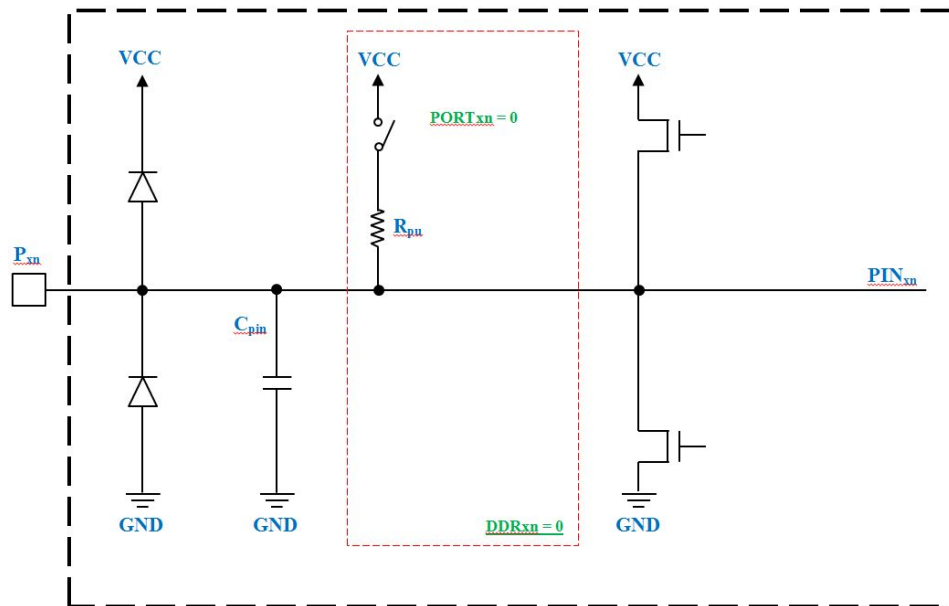 VCC
VCC
VCC
PORTxn = 0
Rpu
Pxn
PINxn
Cpin
DDRxn = 0
GND
GND
GND